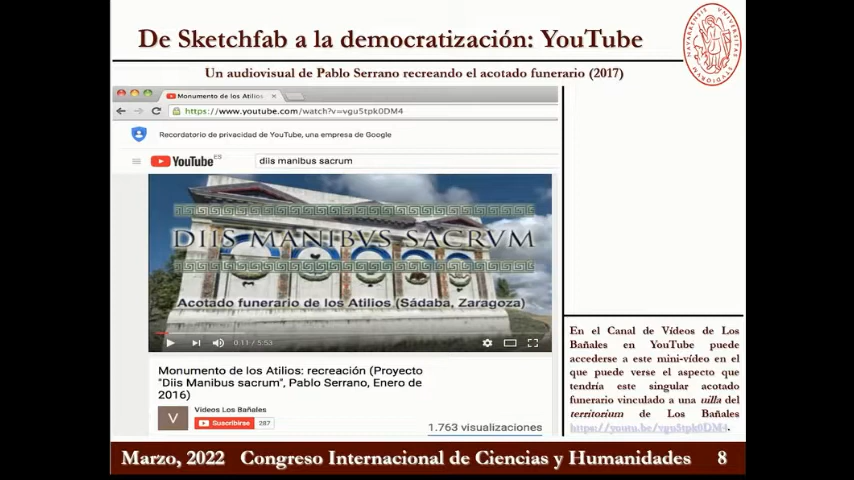 De Sketchfab a la democratización: YouTube
Un audiovisual de Pablo Serrano recreando el acotado funerario (2017)
Monumento de los Atilios
https://www.youtube.com/watch?v=vgu5tpk0DM4
Recordatorio de privacidad de YouTube, una empresa de Google
YouTube ES
diis manibus sacrum
DIIS MANIBVS SACRVM
Acotado funerario de los Atilios (Sádaba, Zaragoza)
0:11 / 5:53
Monumento de los Atilios: recreación (Proyecto
"Diis Manibus sacrum", Pablo Serrano, Enero de
2016)
V
Videos Los Bañales
Suscribirse 287
1.763 visualizaciones
En el Canal de Vídeos de Los
Bañales en YouTube puede
accederse a este mini-vídeo en el
que puede verse el aspecto que
tendría este singular acotado
funerario vinculado a una uilla del
territorium de Los Bañales
https://youtu.be/vgu5tpk0DM4.
Marzo, 2022 Congreso Internacional de Ciencias y Humanidades 8